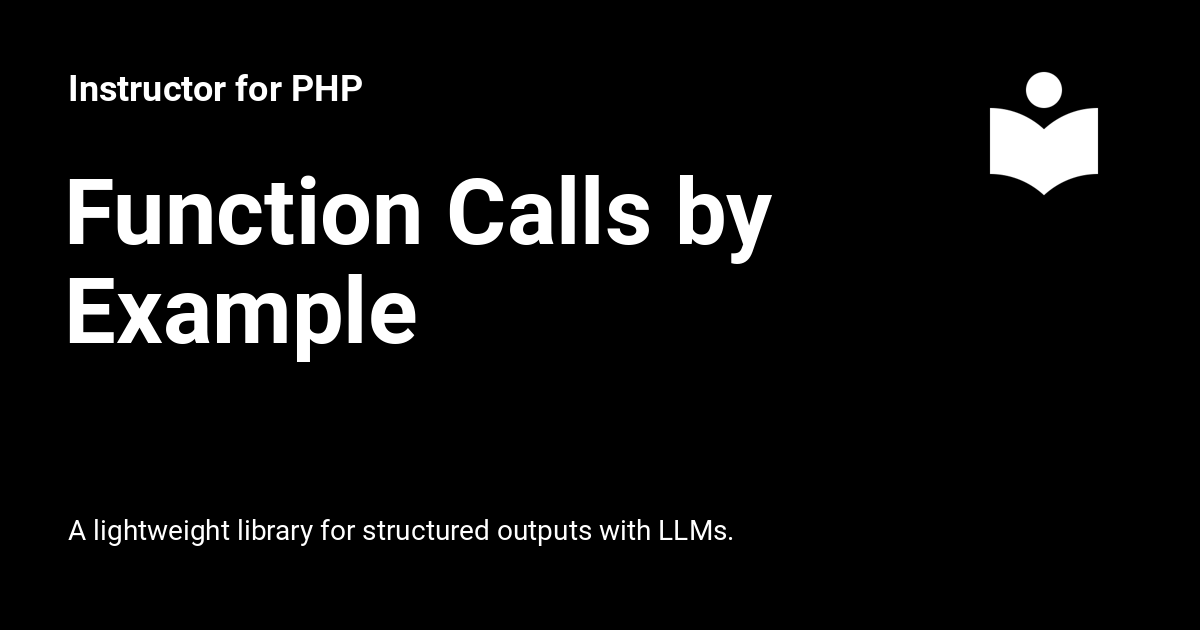 Instructor for PHP
Function Calls by
Example
A lightweight library for structured outputs with LLMs.